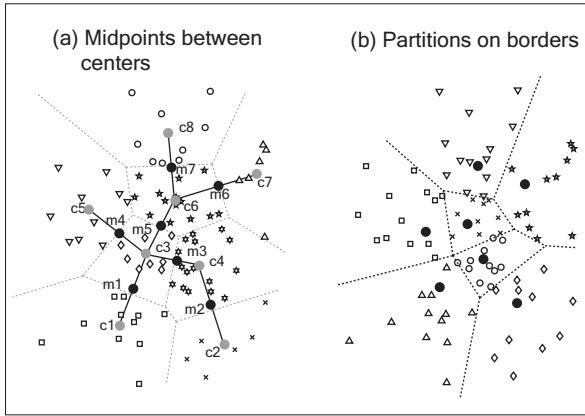 (a) Midpoints between
centers
(b) Partitions on borders
c8
m7
c7
m6
c6
c5
m4
m5
c3
m3
c4
m1
m2
c1
c2